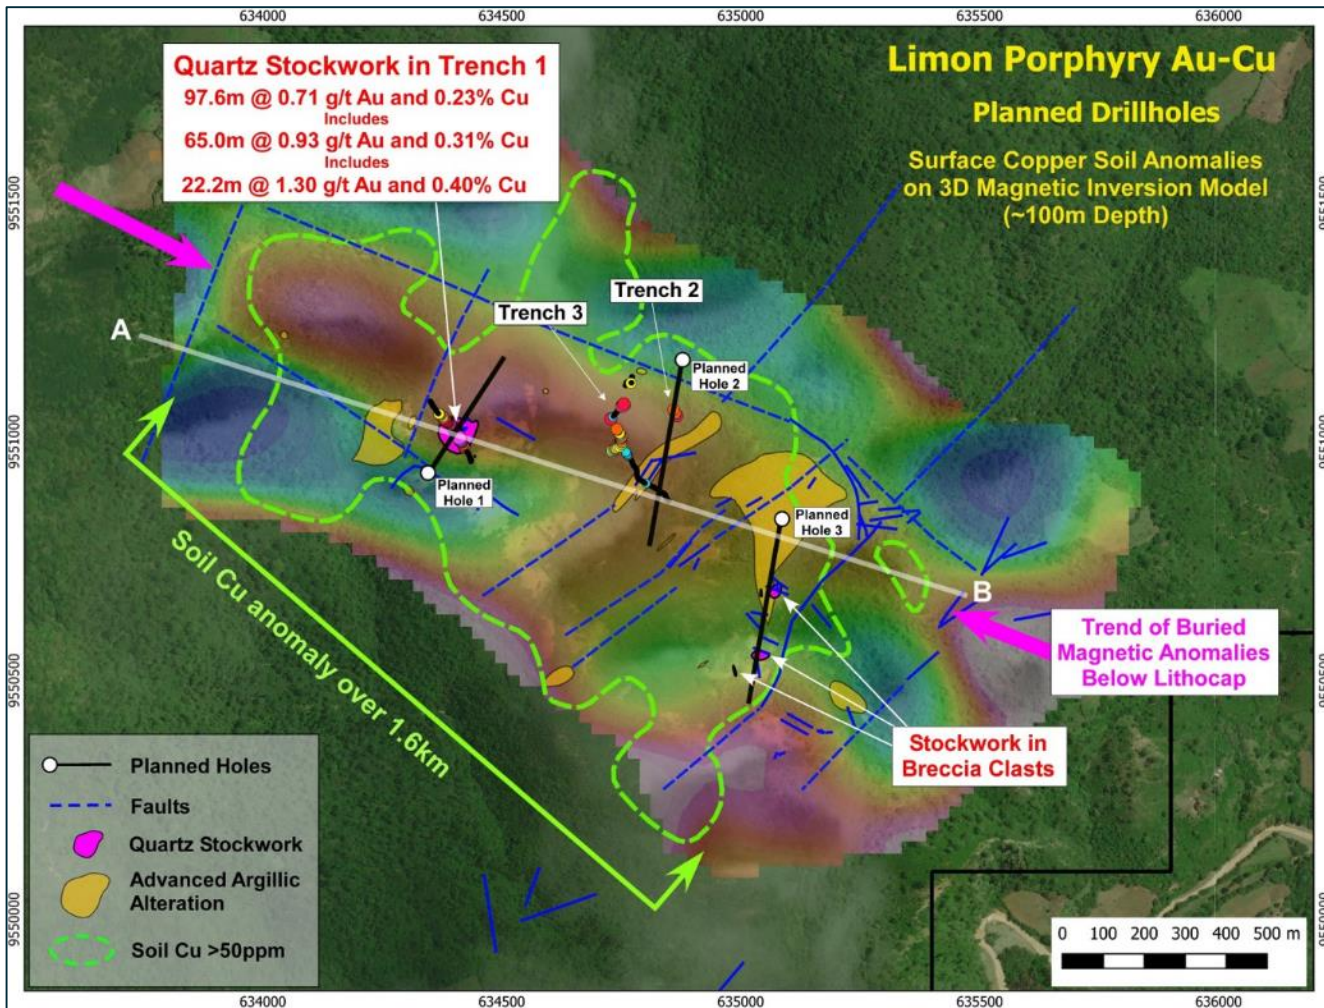 634000
634500
635000
635500
636000
Limon Porphyry Au-Cu
Planned Drillholes
Surface Copper Soil Anomalies
on 3D Magnetic Inversion Model
(~100m Depth)
Quartz Stockwork in Trench 1
97.6m @ 0.71 g/t Au and 0.23% Cu
Includes
65.0m @ 0.93 g/t Au and 0.31% Cu
Includes
22.2m @ 1.30 g/t Au and 0.40% Cu
9551500
9551500
Trench 2
Trench 3
A
Planned
Hole 2
9551000
9551000
Planned
Hole 1
Planned
Hole 3
B
Soil Cu anomaly over 1.6km
Trend of Buried
Magnetic Anomalies
Below Lithocap
9550500
9550500
Stockwork in
Breccia Clasts
Planned Holes
Faults
Quartz Stockwork
Advanced Argillic
Alteration
Soil Cu >50ppm
9550000
9550000
0 100 200 300 400 500 m
634000
634500
635000
635500
636000